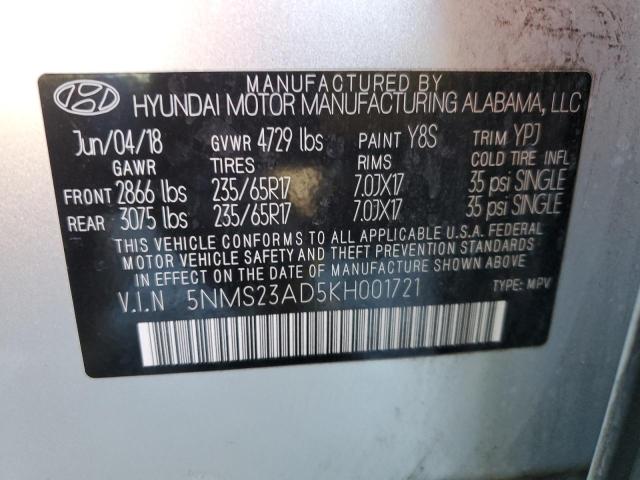 MANUFACTURED BY
HYUNDAI MOTOR MANUFACTURING ALABAMA, LLC
Jun/04/18 GVWR 4729 lbs PAINT Y8S TRIM YPJ
GAWR TIRES RIMS COLD TIRE INFL
FRONT 2866 lbs 235/65R17 7.0JX17 35 psi SINGLE
REAR 3075 lbs 235/65R17 7.0JX17 35 psi SINGLE
THIS VEHICLE CONFORMS TO ALL APPLICABLE U.S.A. FEDERAL
MOTOR VEHICLE SAFETY AND THEFT PREVENTION STANDARDS
IN EFFECT ON THE DATE OF MANUFACTURE SHOWN ABOVE.
V.I.N 5NMS23AD5KH001721 TYPE: MPV